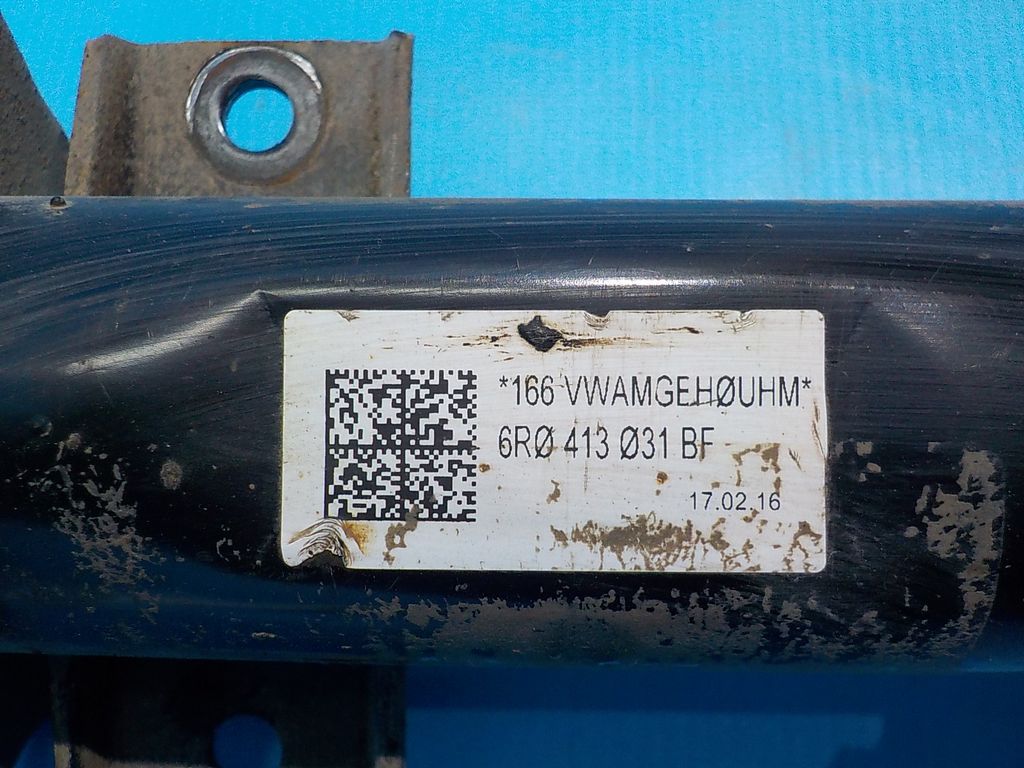 *166 VWAMGEHØUHM*
6RØ 413 Ø31 BF
17.02.16